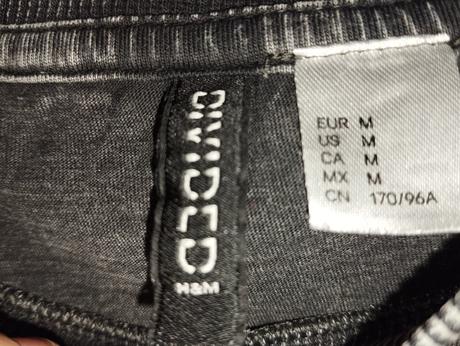 DIVIDED
H&M
EUR M
US M
CA M
MX M
CN 170/96A